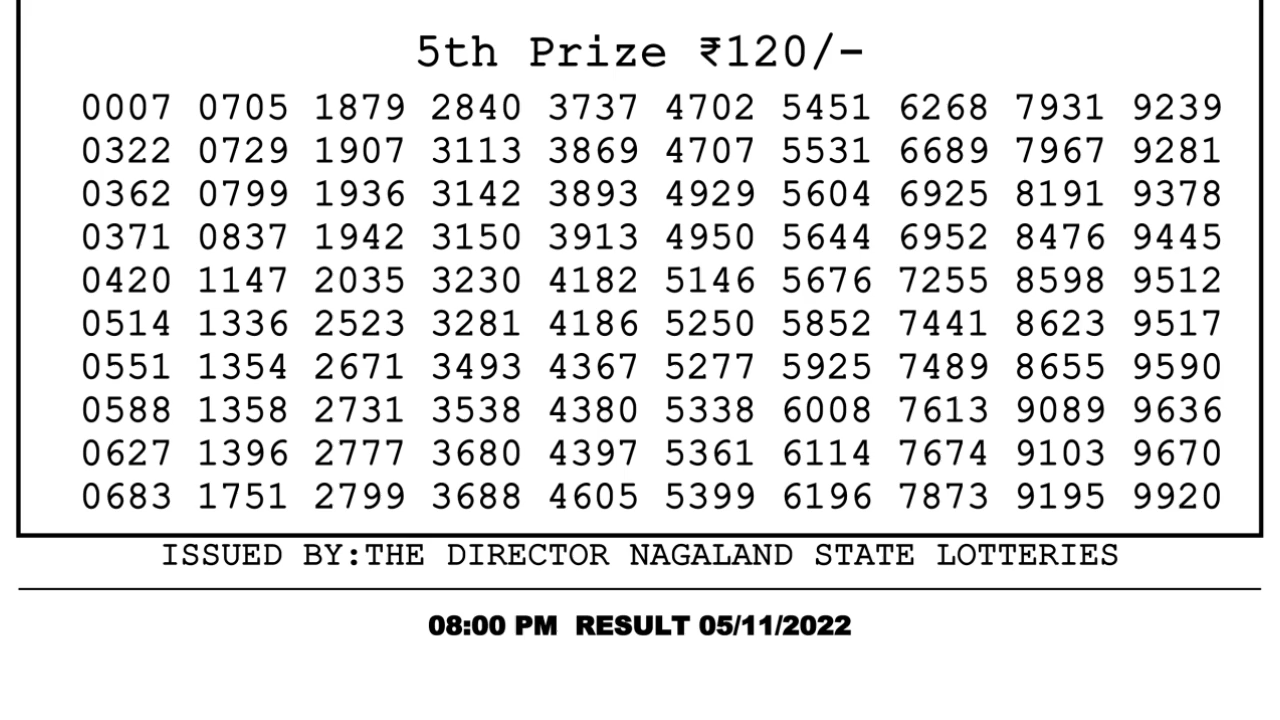 5th Prize ₹120/-
0007 0705 1879 2840 3737 4702 5451 6268 7931 9239
0322 0729 1907 3113 3869 4707 5531 6689 7967 9281
0362 0799 1936 3142 3893 4929 5604 6925 8191 9378
0371 0837 1942 3150 3913 4950 5644 6952 8476 9445
0420 1147 2035 3230 4182 5146 5676 7255 8598 9512
0514 1336 2523 3281 4186 5250 5852 7441 8623 9517
0551 1354 2671 3493 4367 5277 5925 7489 8655 9590
0588 1358 2731 3538 4380 5338 6008 7613 9089 9636
0627 1396 2777 3680 4397 5361 6114 7674 9103 9670
0683 1751 2799 3688 4605 5399 6196 7873 9195 9920
ISSUED BY:THE DIRECTOR NAGALAND STATE LOTTERIES
08:00 PM RESULT 05/11/2022